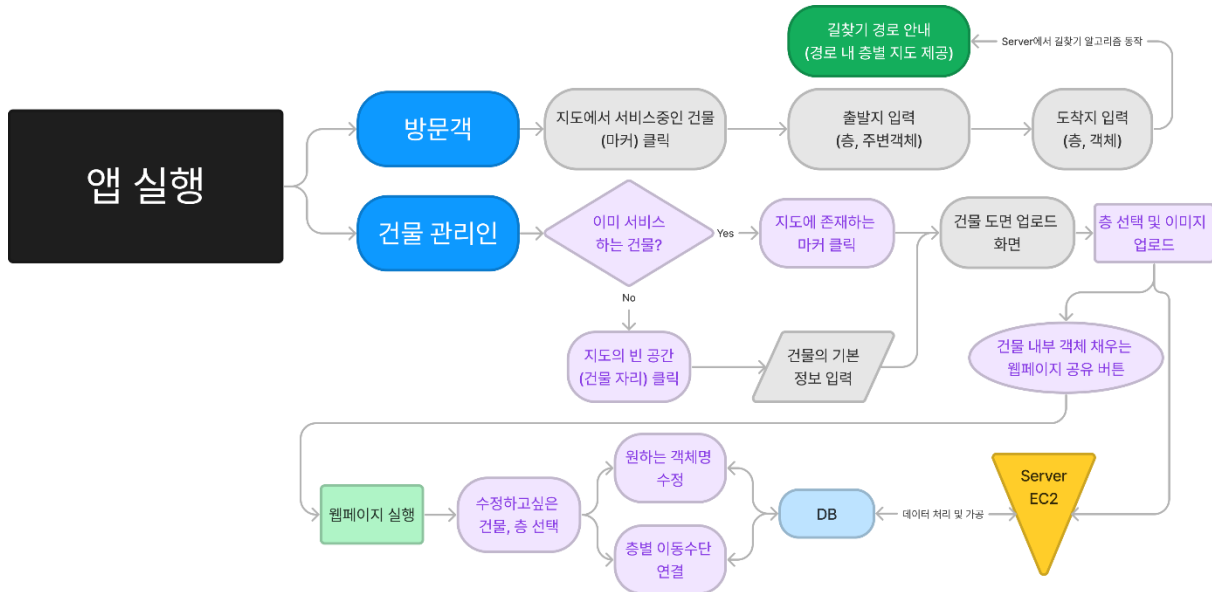 길찾기 경로 안내
(경로 내 층별 지도 제공)
Server에서 길찾기 알고리즘 동작
앱 실행
방문객
지도에서 서비스중인 건물
(마커) 클릭
출발지 입력
(층, 주변객체)
도착지 입력
(층, 객체)
건물 관리인
이미 서비스
하는 건물?
Yes
지도에 존재하는
마커 클릭
건물 도면 업로드
화면
층 선택 및 이미지
업로드
No
지도의 빈 공간
(건물 자리) 클릭
건물의 기본
정보 입력
건물 내부 객체 채우는
웹페이지 공유 버튼
웹페이지 실행
수정하고싶은
건물, 층 선택
원하는 객체명
수정
층별 이동수단
연결
DB
데이터 처리 및 가공
Server
EC2